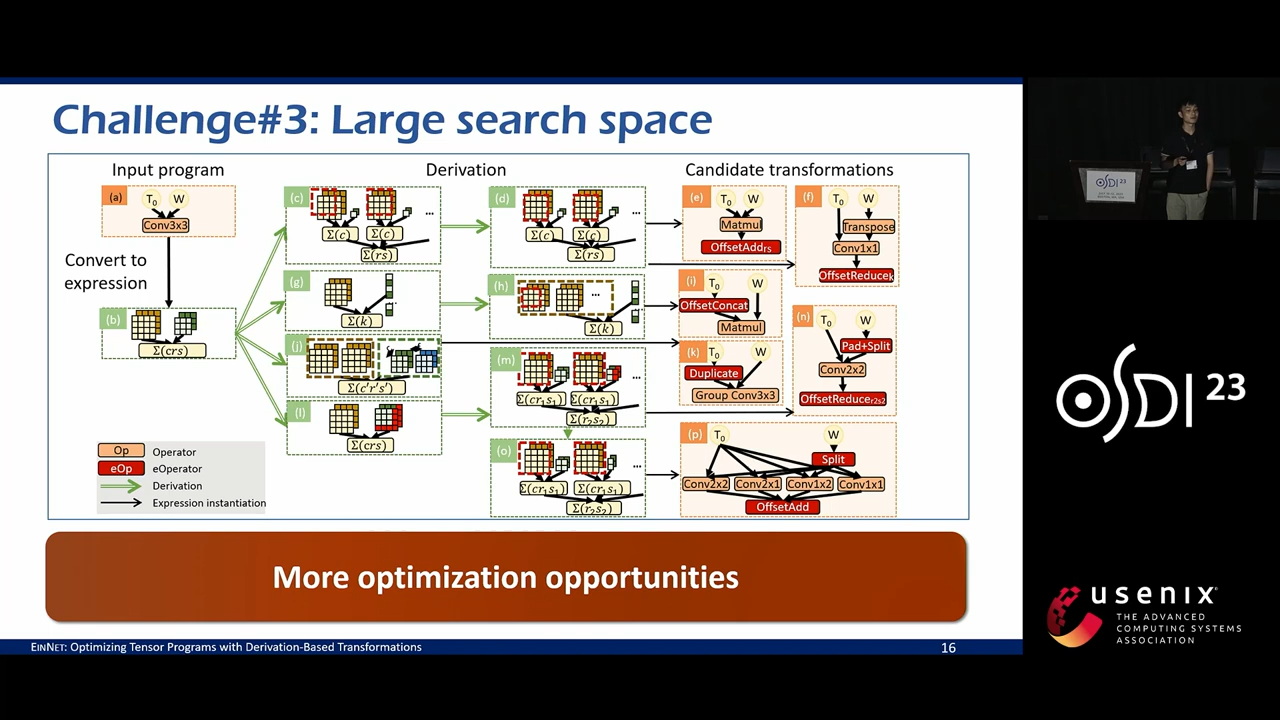 Challenge#3: Large search space
Input program
Derivation
Candidate transformations
(a)
T₀ W
Conv3x3
Convert to
expression
(b)
Σ(crs)
(c)
Σ(c) Σ(c) ...
Σ(rs)
(d)
Σ(c) Σ(c) ...
Σ(rs)
(e)
T₀ W
Matmul
OffsetAddrs
(f)
T₀ W
Transpose
Conv1x1
OffsetReducek
(g)
Σ(k)
(h)
...
Σ(k)
(i)
T₀ W
OffsetConcat
Matmul
(j)
Σ(c'r's')
(k)
T₀ W
Duplicate
Group Conv3x3
(l)
Σ(crs)
(m)
...
Σ(cr₁s₁) Σ(cr₁s₁)
Σ(r₂s₂)
(n)
T₀ W
Pad+Split
Conv2x2
OffsetReducer2s2
(o)
...
Σ(cr₁s₁) Σ(cr₁s₁)
Σ(r₂s₂)
(p)
T₀ W
Split
Conv2x2 Conv2x1 Conv1x2 Conv1x1
OffsetAdd
Op Operator
eOp eOperator
Derivation
Expression instantiation
More optimization opportunities
EINNET: Optimizing Tensor Programs with Derivation-Based Transformations
16
OSDI 23
OSDI 23
usenix
THE ADVANCED
COMPUTING SYSTEMS
ASSOCIATION